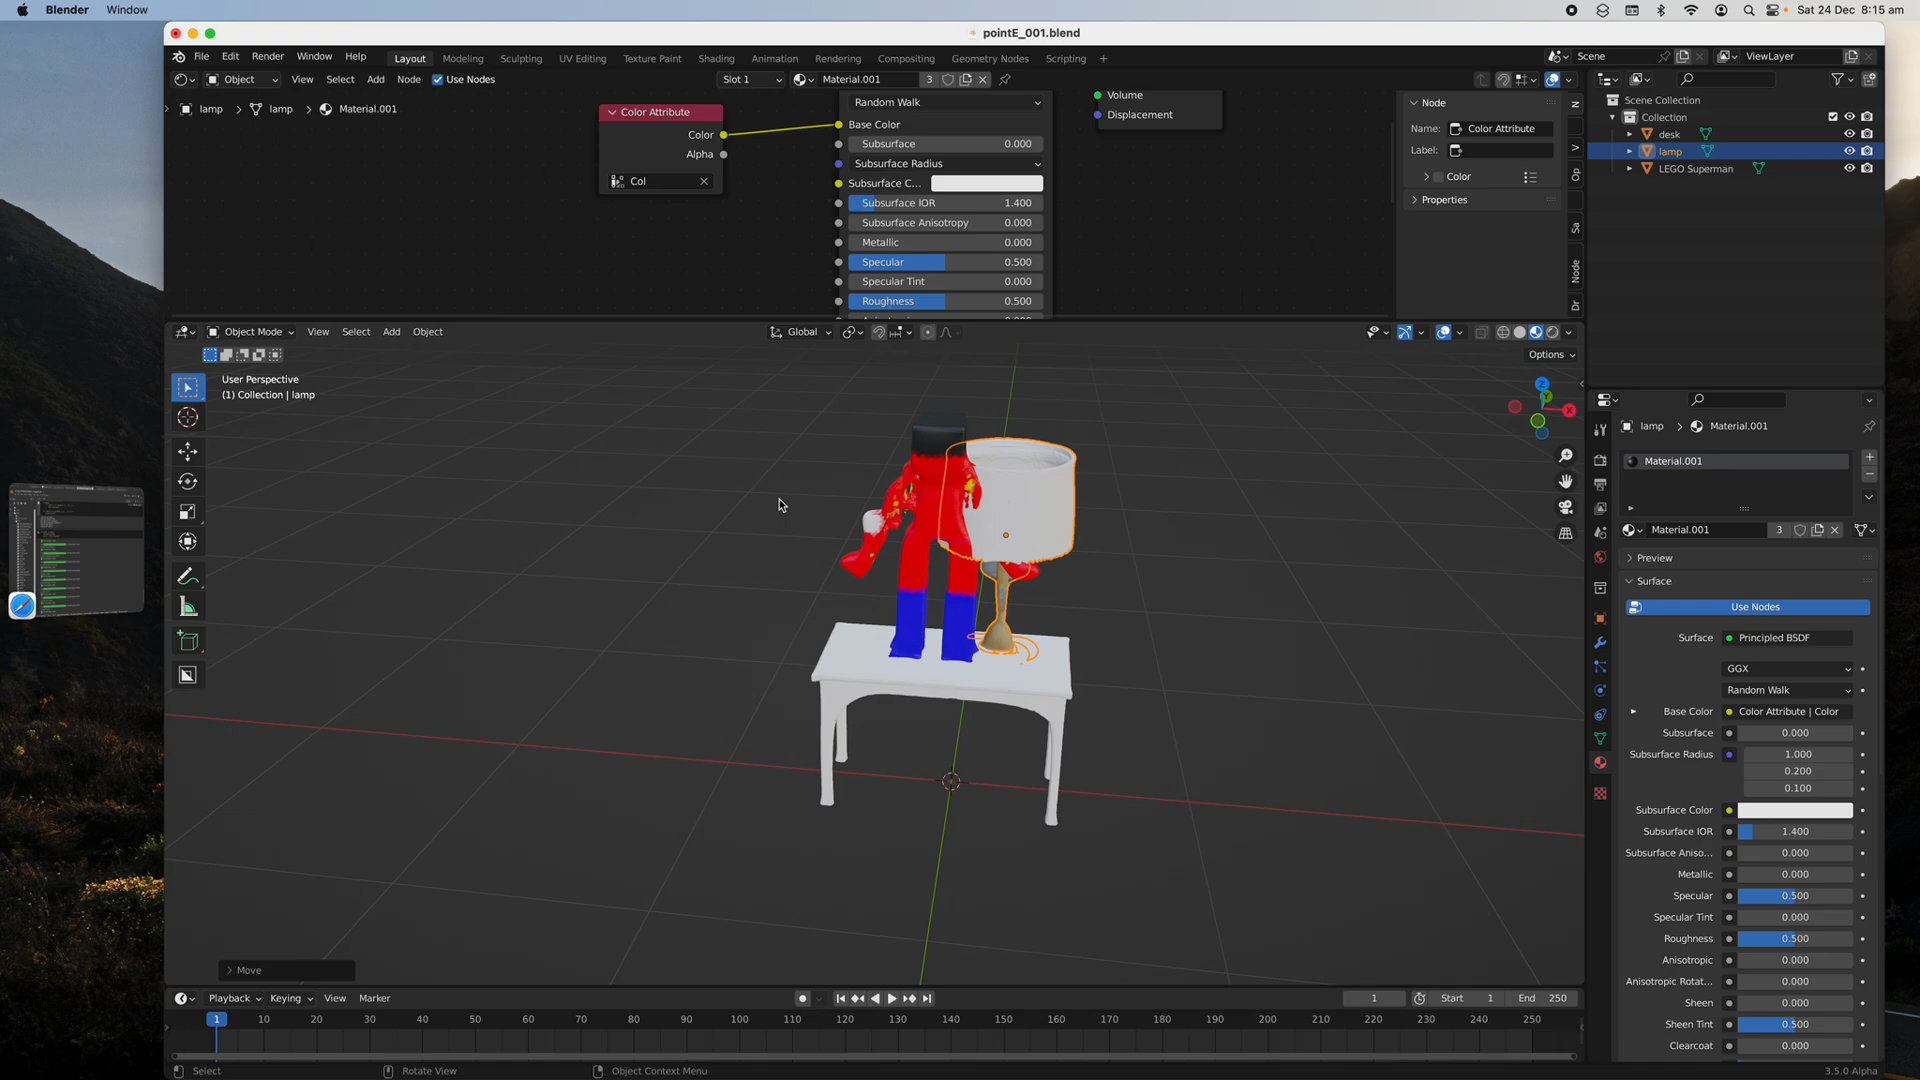 Blender Window
Sat 24 Dec 8:15 am
pointE_001.blend
File Edit Render Window Help Layout Modeling Sculpting UV Editing Texture Paint Shading Animation Rendering Compositing Geometry Nodes Scripting +
Scene ViewLayer
Object View Select Add Node Use Nodes Slot 1 Material.001 3
lamp > lamp > Material.001
Color Attribute
Color
Alpha
Col
Random Walk
Base Color
Subsurface 0.000
Subsurface Radius
Subsurface C...
Subsurface IOR 1.400
Subsurface Anisotropy 0.000
Metallic 0.000
Specular 0.500
Specular Tint 0.000
Roughness 0.500
Volume
Displacement
Node
Name: Color Attribute
Label:
Color
Properties
N
V
Op
Sa
Node
Dr
Scene Collection
Collection
desk
lamp
LEGO Superman
Object Mode View Select Add Object Global
Options
User Perspective
(1) Collection | lamp
Z
Y
X
Move
lamp > Material.001
Material.001
Material.001 3
Preview
Surface
Use Nodes
Surface Principled BSDF
GGX
Random Walk
Base Color Color Attribute | Color
Subsurface 0.000
Subsurface Radius 1.000
0.200
0.100
Subsurface Color
Subsurface IOR 1.400
Subsurface Aniso... 0.000
Metallic 0.000
Specular 0.500
Specular Tint 0.000
Roughness 0.500
Anisotropic 0.000
Anisotropic Rotat... 0.000
Sheen 0.000
Sheen Tint 0.500
Clearcoat 0.000
Playback Keying View Marker 1 Start 1 End 250
1 10 20 30 40 50 60 70 80 90 100 110 120 130 140 150 160 170 180 190 200 210 220 230 240 250
Select Rotate View Object Context Menu 3.5.0 Alpha